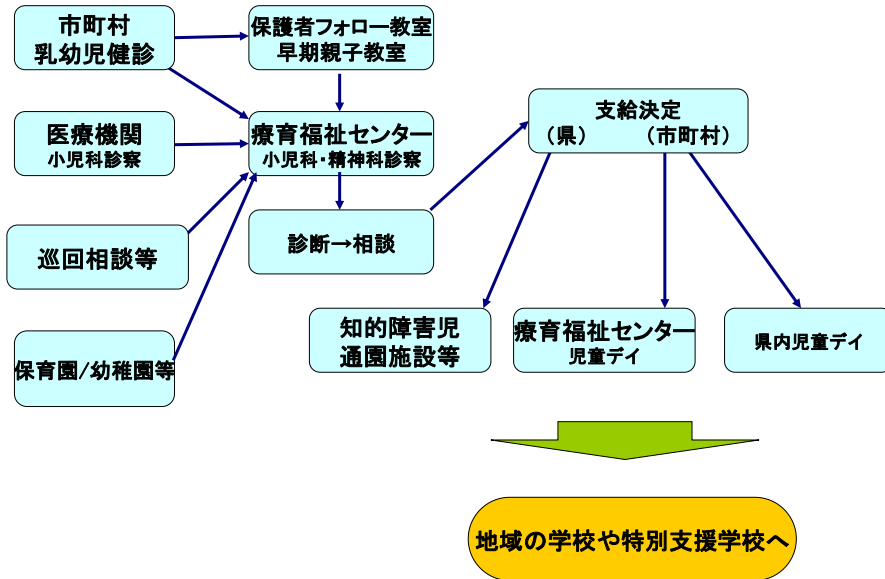 市町村
乳幼児健診
保護者フォロー教室
早期親子教室
医療機関
小児科診察
療育福祉センター
小児科・精神科診察
支給決定
（県）　　（市町村）
巡回相談等
診断→相談
保育園/幼稚園等
知的障害児
通園施設等
療育福祉センター
児童デイ
県内児童デイ
地域の学校や特別支援学校へ